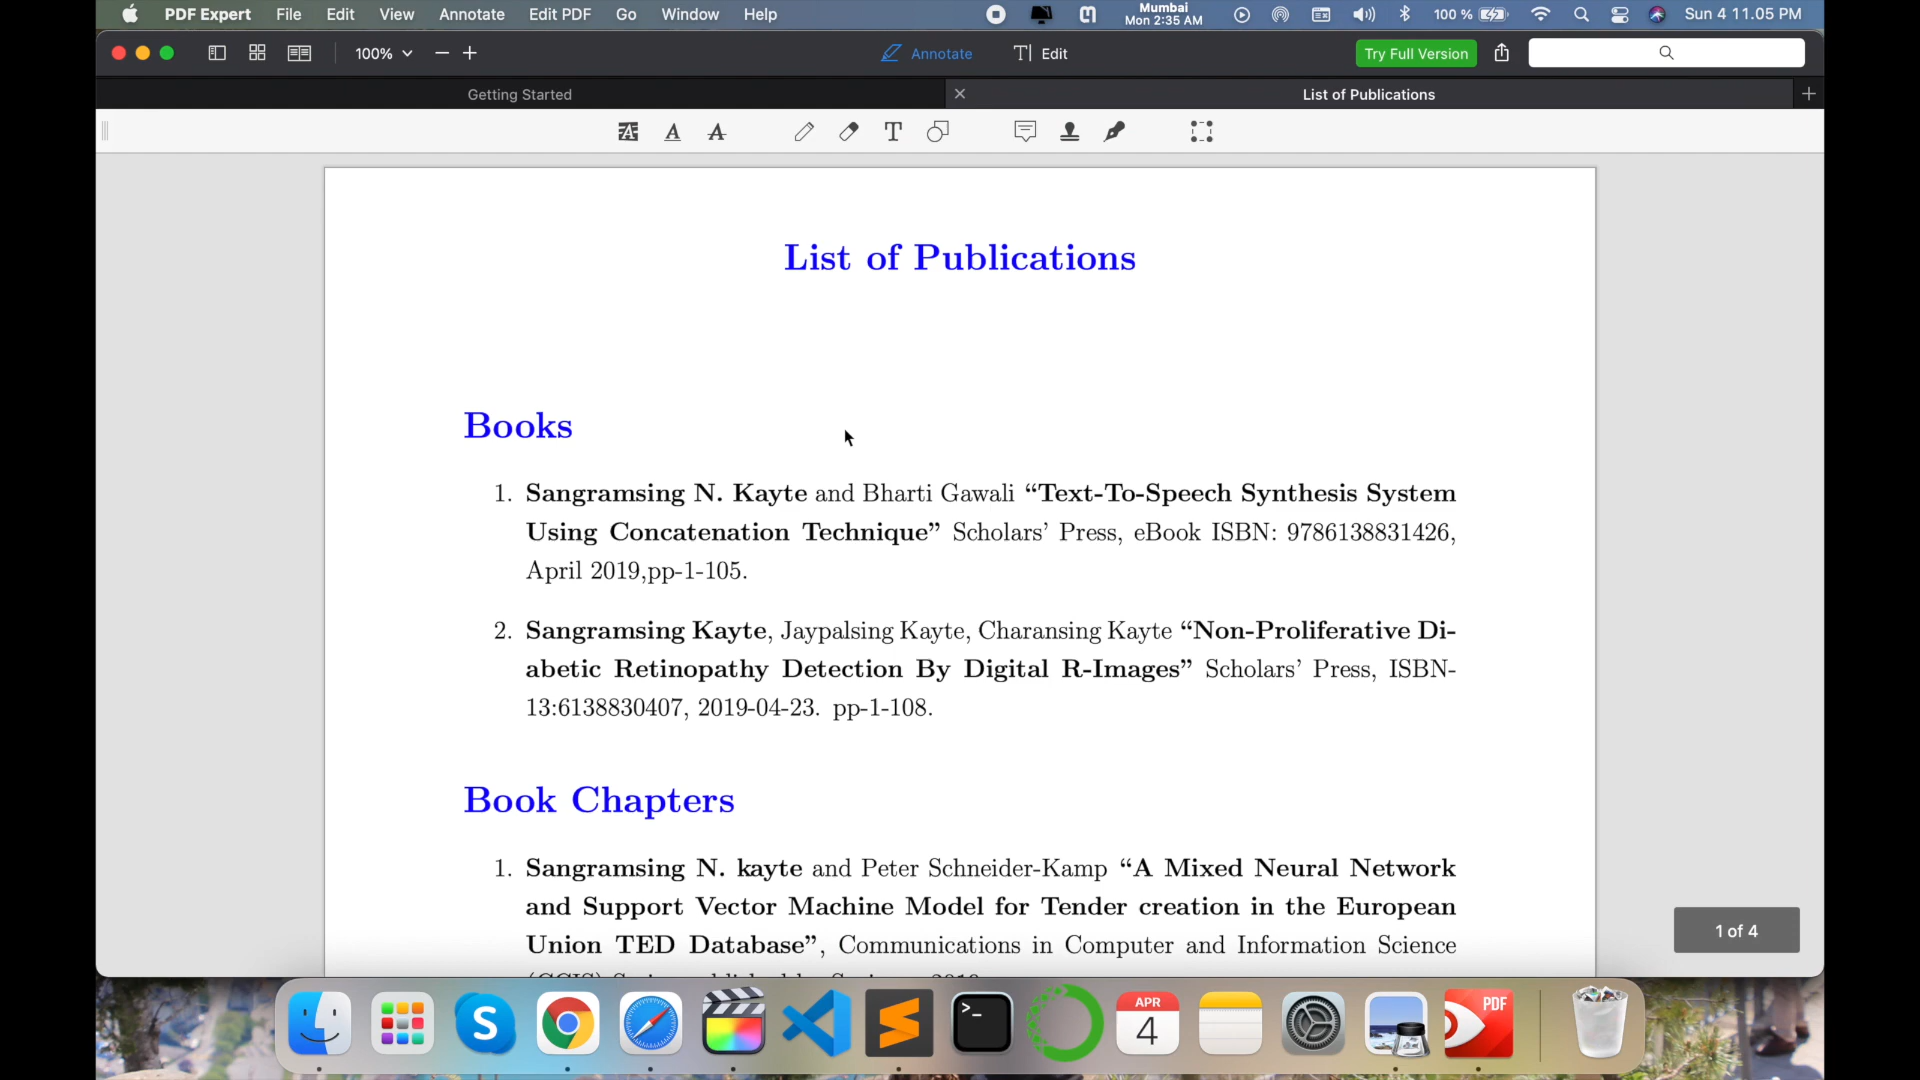 PDF Expert File Edit View Annotate Edit PDF Go Window Help
Mumbai
Mon 2:35 AM
100 %
Sun 4 11.05 PM
100%
Annotate
Edit
Try Full Version
Getting Started
List of Publications
List of Publications
Books
1. Sangramsing N. Kayte and Bharti Gawali “Text-To-Speech Synthesis System
Using Concatenation Technique” Scholars’ Press, eBook ISBN: 9786138831426,
April 2019,pp-1-105.
2. Sangramsing Kayte, Jaypalsing Kayte, Charansing Kayte “Non-Proliferative Di-
abetic Retinopathy Detection By Digital R-Images” Scholars’ Press, ISBN-
13:6138830407, 2019-04-23. pp-1-108.
Book Chapters
1. Sangramsing N. kayte and Peter Schneider-Kamp “A Mixed Neural Network
and Support Vector Machine Model for Tender creation in the European
Union TED Database”, Communications in Computer and Information Science
1 of 4
APR
4
PDF